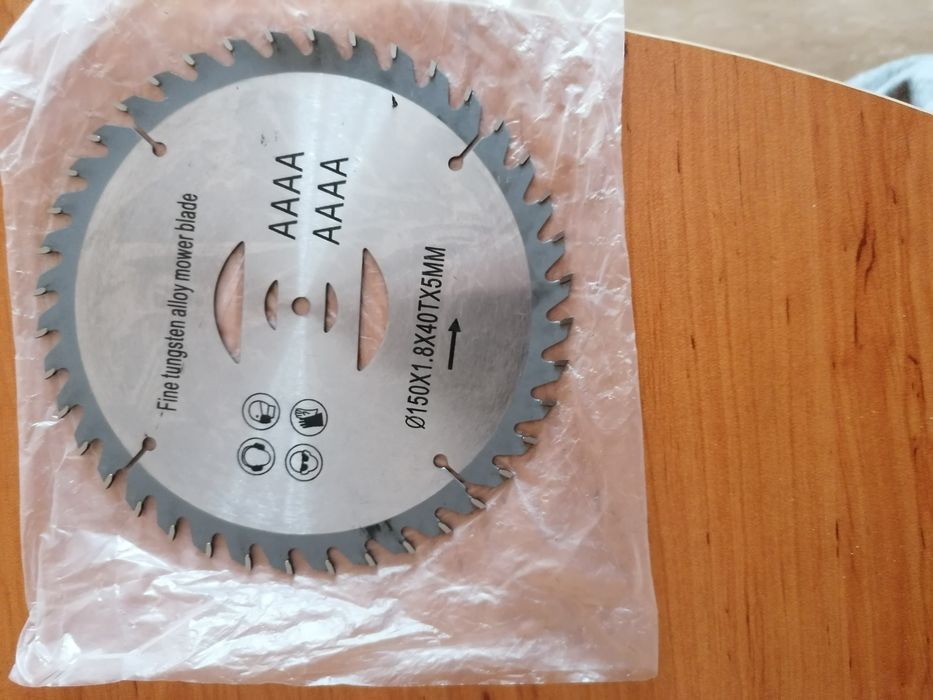 Fine tungsten alloy mower blade
AAAA
AAAA
Ø150X1.8X40TX5MM